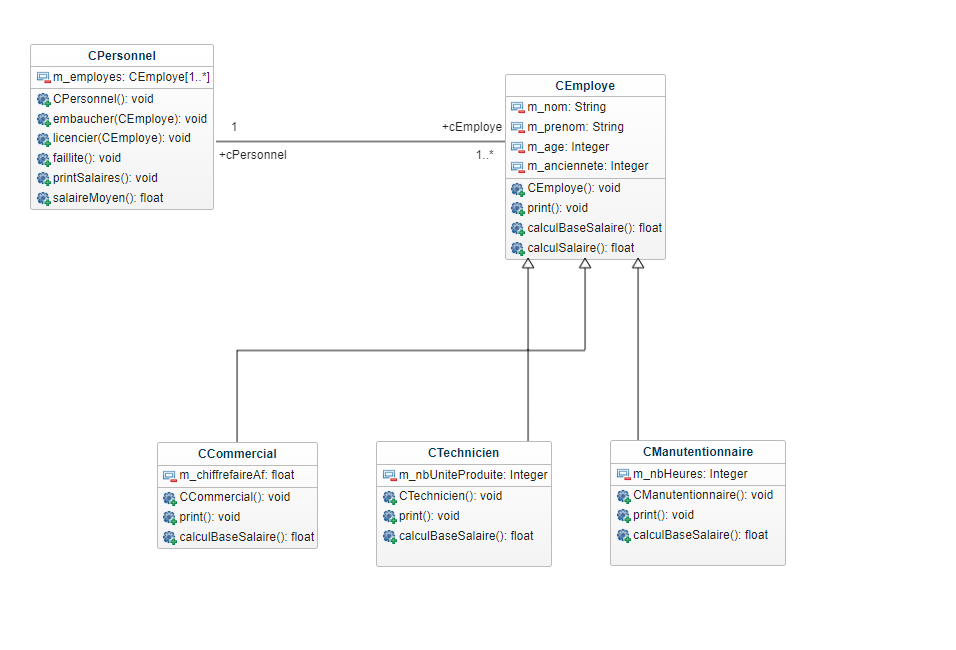 CPersonnel
m_employes: CEmploye[1..*]
CPersonnel(): void
embaucher(CEmploye): void
licencier(CEmploye): void
faillite(): void
printSalaires(): void
salaireMoyen(): float
1
+cEmploye
+cPersonnel
1..*
CEmploye
m_nom: String
m_prenom: String
m_age: Integer
m_anciennete: Integer
CEmploye(): void
print(): void
calculBaseSalaire(): float
calculSalaire(): float
CCommercial
m_chiffrefaireAf: float
CCommercial(): void
print(): void
calculBaseSalaire(): float
CTechnicien
m_nbUniteProduite: Integer
CTechnicien(): void
print(): void
calculBaseSalaire(): float
CManutentionnaire
m_nbHeures: Integer
CManutentionnaire(): void
print(): void
calculBaseSalaire(): float